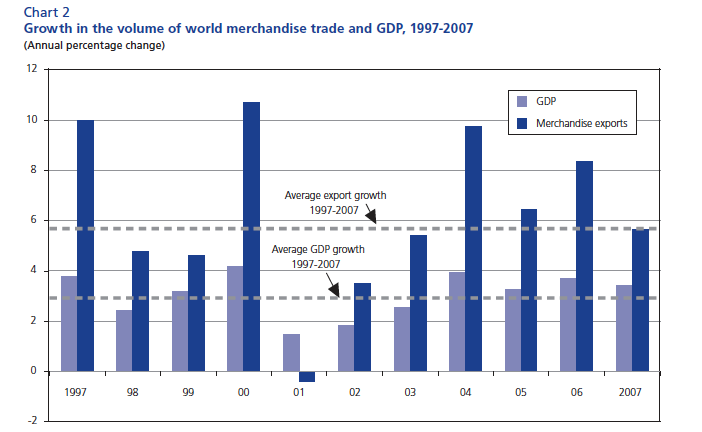 Chart 2
Growth in the volume of world merchandise trade and GDP, 1997-2007
(Annual percentage change)
12
GDP
10
Merchandise exports
8
Average export growth
1997-2007
6
Average GDP growth
1997-2007
4
2
0
1997 98 99 00 01 02 03 04 05 06 2007
-2